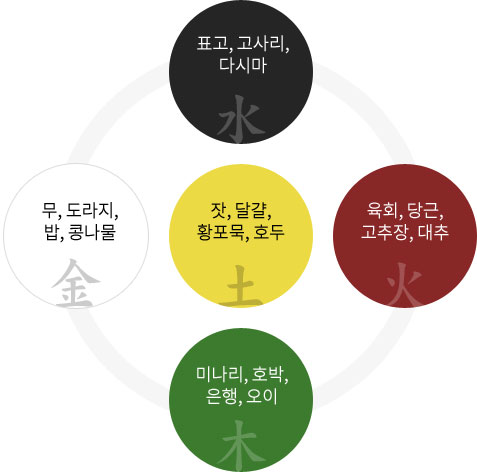 표고, 고사리,
다시마
水
무, 도라지,
밥, 콩나물
金
잣, 달걀,
황포묵, 호두
土
육회, 당근,
고추장, 대추
火
미나리, 호박,
은행, 오이
木